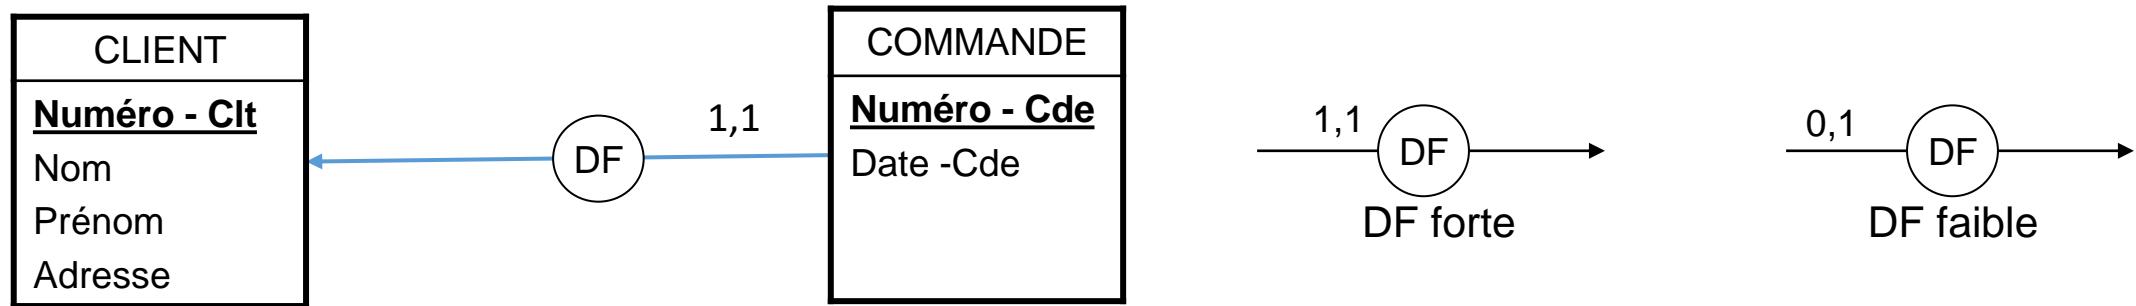 CLIENT
Numéro - Clt
Nom
Prénom
Adresse
DF
1,1
COMMANDE
Numéro - Cde
Date -Cde
1,1
DF
DF forte
0,1
DF
DF faible